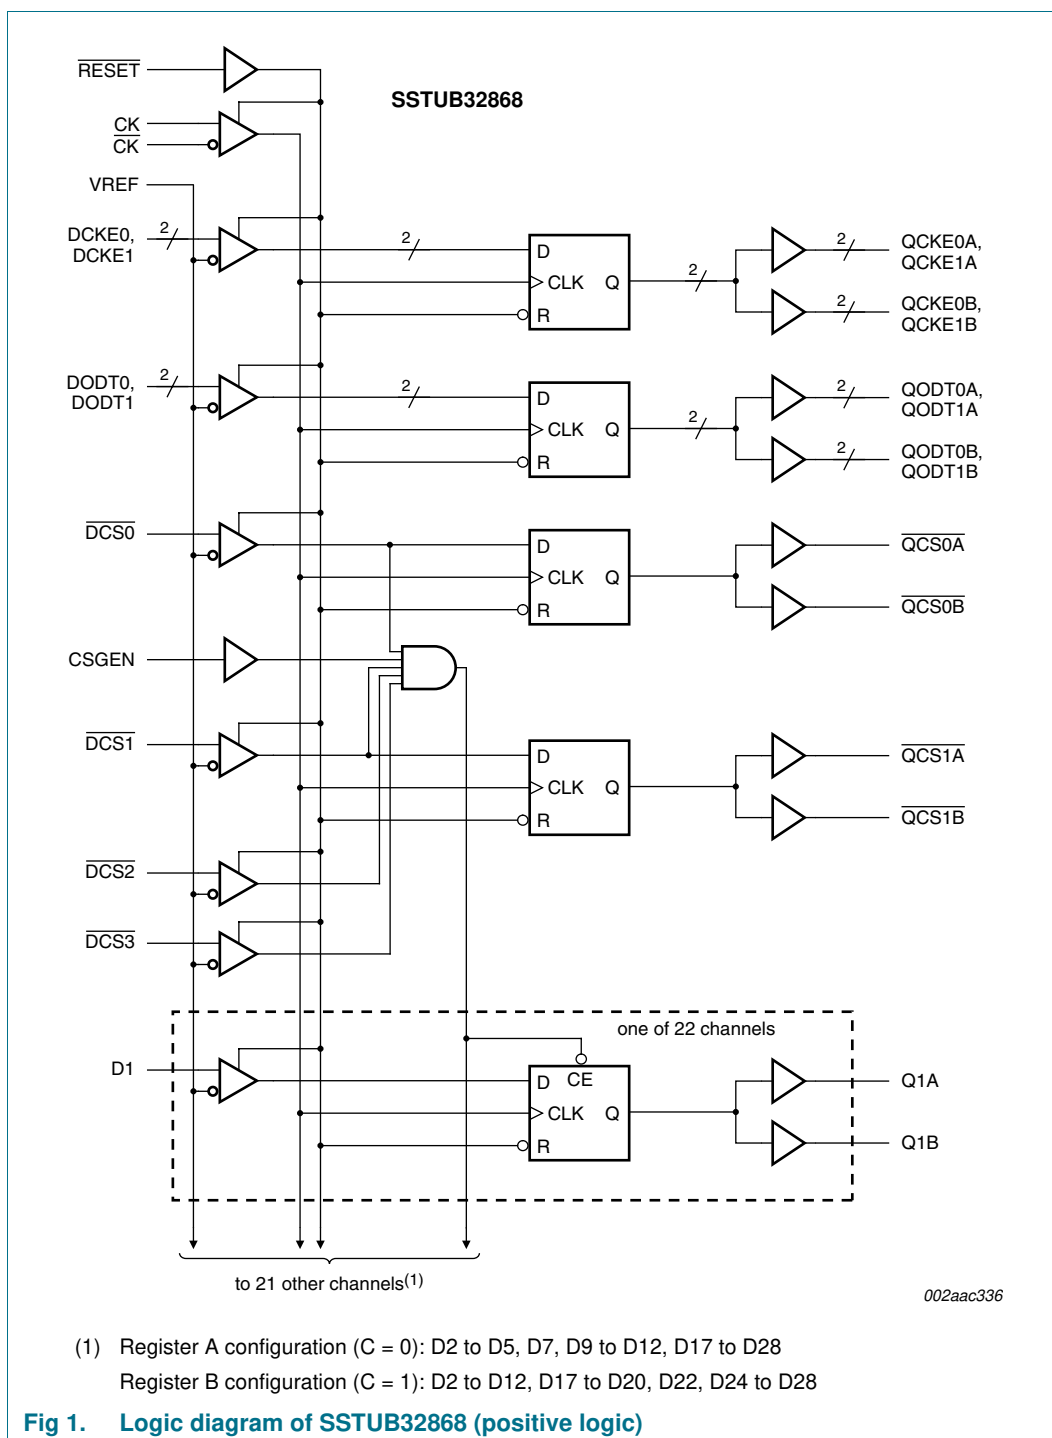 RESET
SSTUB32868
CK
CK
VREF
DCKE0,
DCKE1
2
2
D
CLK
Q
R
2
2
QCKE0A,
QCKE1A
2
QCKE0B,
QCKE1B
DODT0,
DODT1
2
2
D
CLK
Q
R
2
2
QODT0A,
QODT1A
2
QODT0B,
QODT1B
DCS0
D
CLK
Q
R
QCS0A
QCS0B
CSGEN
DCS1
D
CLK
Q
R
QCS1A
QCS1B
DCS2
DCS3
one of 22 channels
D1
D
CE
CLK
Q
R
Q1A
Q1B
to 21 other channels(1)
002aac336
(1) Register A configuration (C = 0): D2 to D5, D7, D9 to D12, D17 to D28
Register B configuration (C = 1): D2 to D12, D17 to D20, D22, D24 to D28
Fig 1. Logic diagram of SSTUB32868 (positive logic)